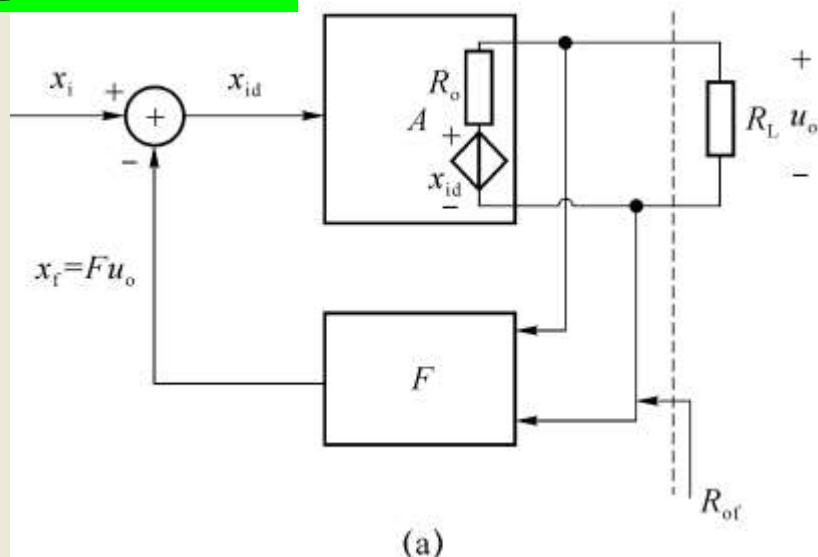 x_i + + x_id
−
R_o
A +
x_id
−
R_L
+
u_o
−
x_f=Fu_o
F
R_of
(a)